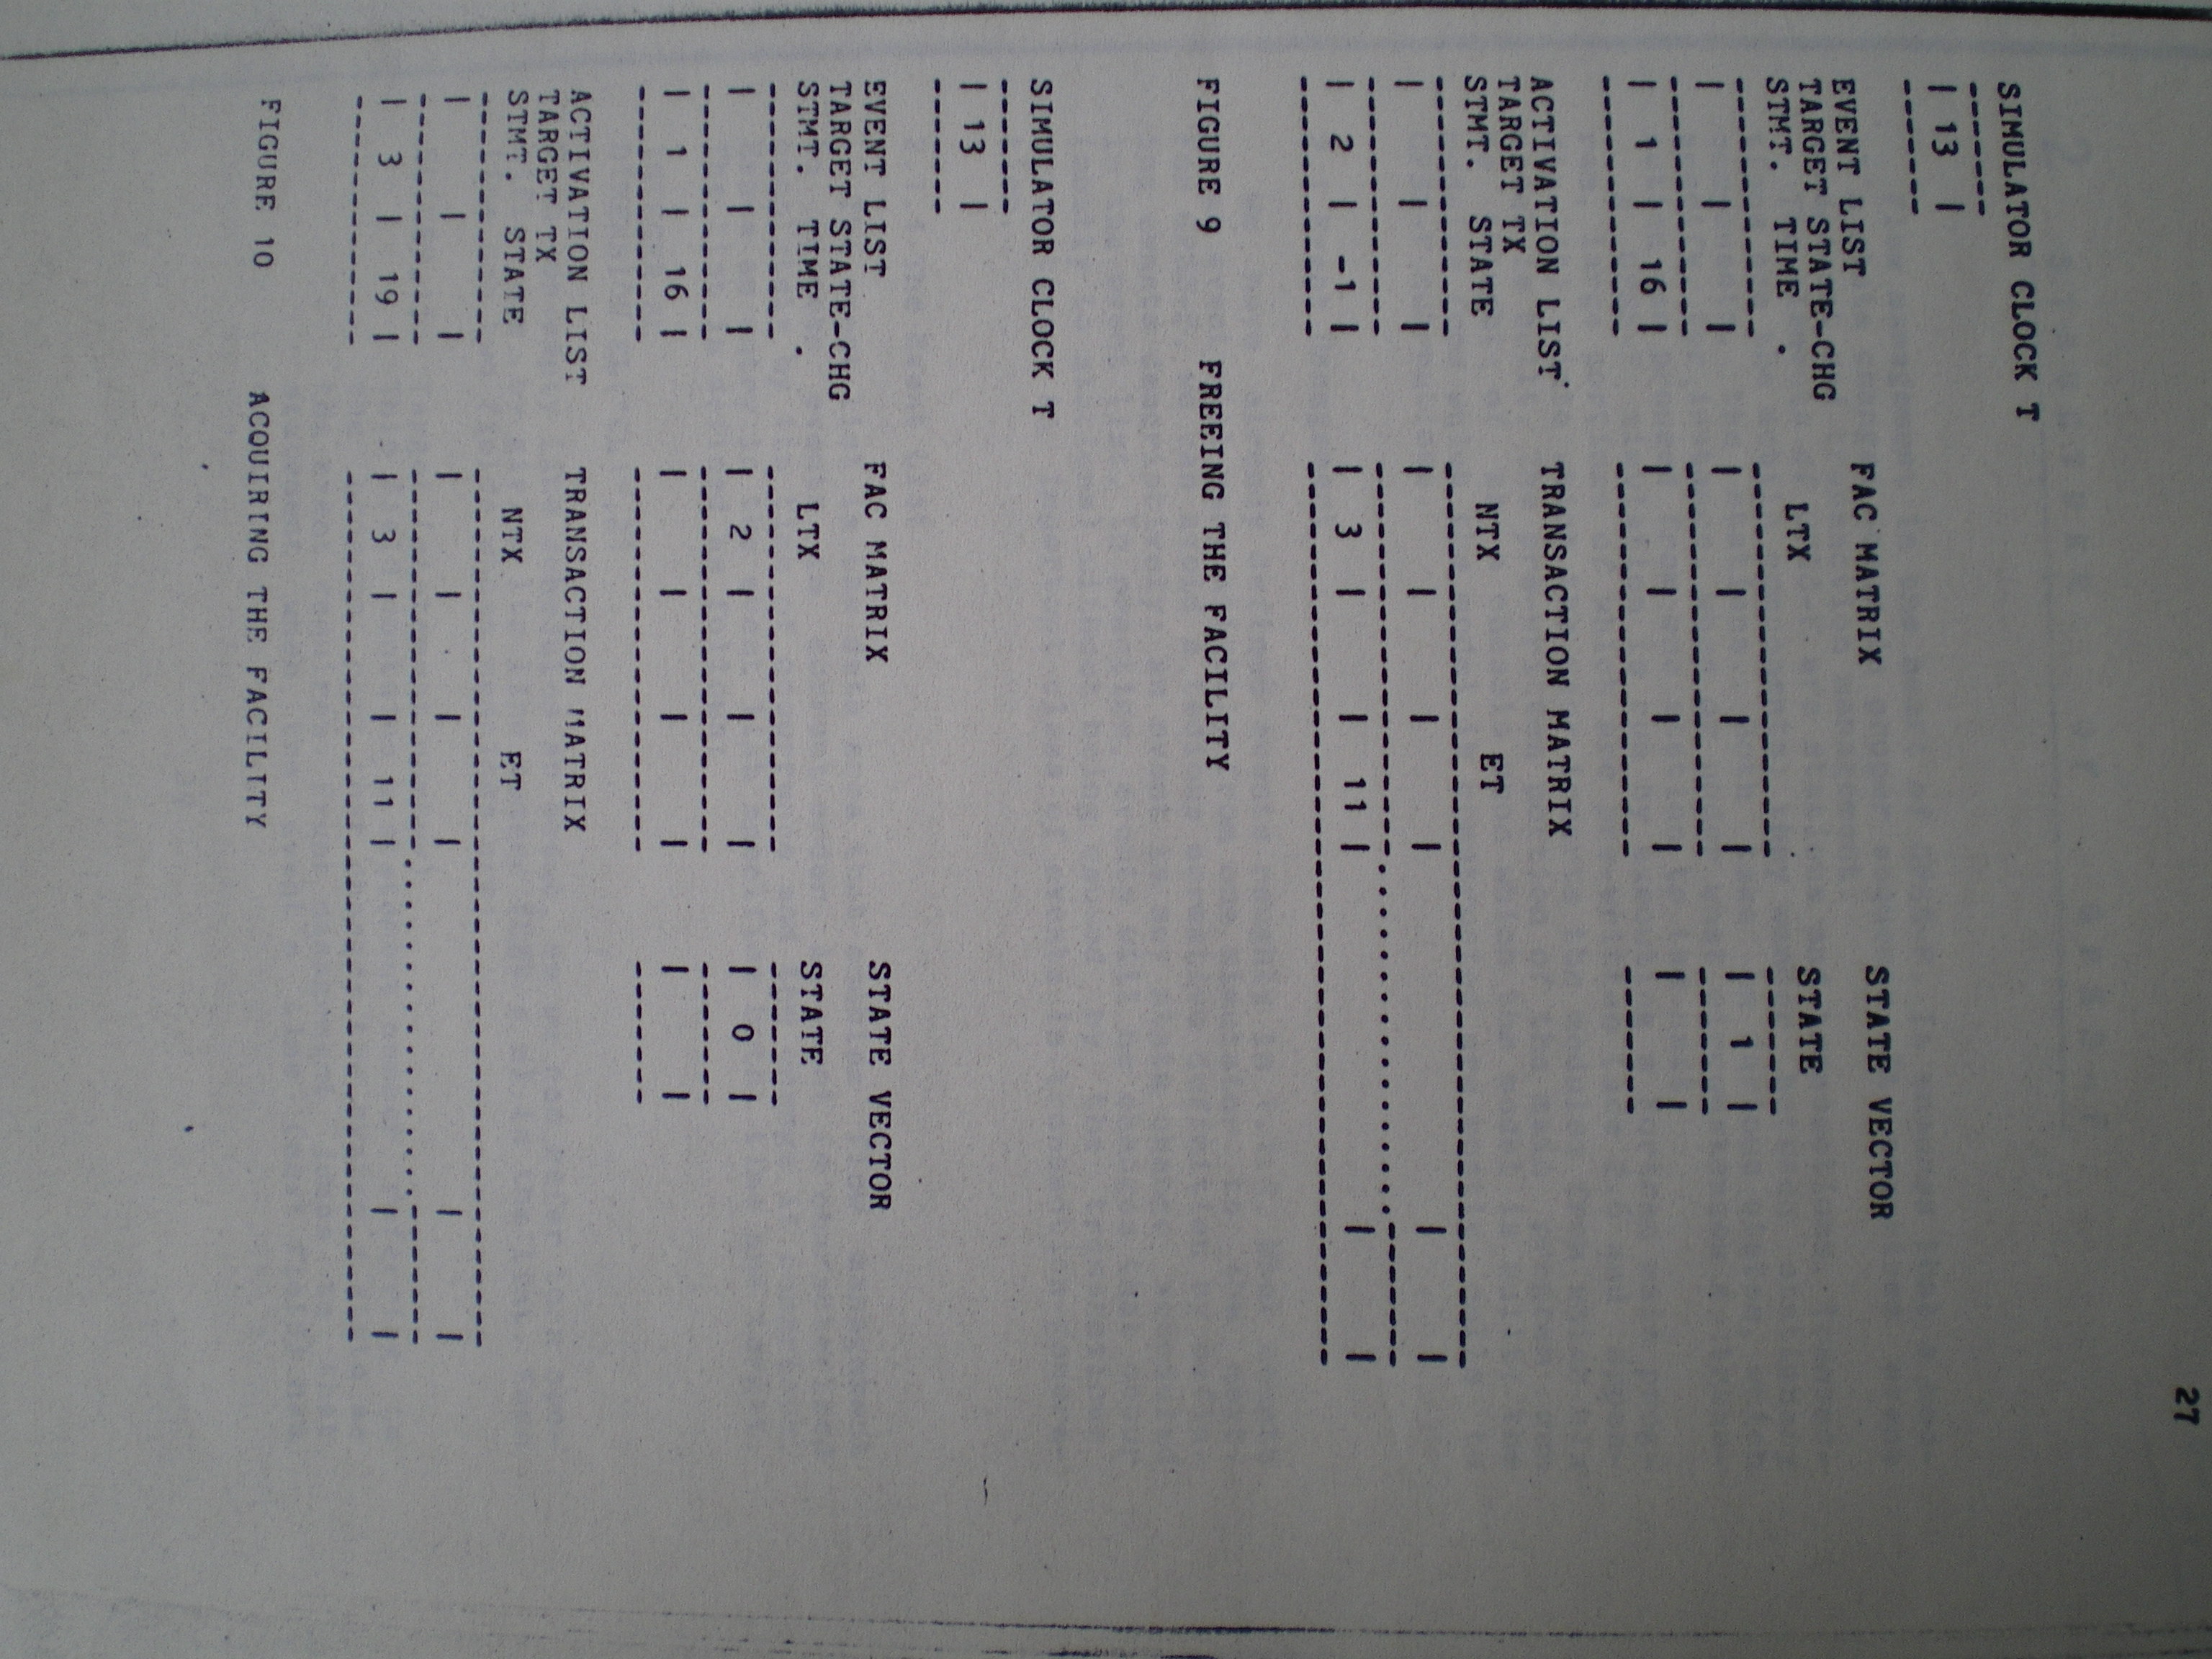 27
SIMULATOR CLOCK T
-------
| 13 |
-------
EVENT LIST FAC MATRIX STATE VECTOR
TARGET STATE-CHG
STMT. TIME . LTX STATE
| | | | | | | | 1 |
| 1 | 16 | | | | | | |
ACTIVATION LIST TRANSACTION MATRIX
TARGET TX
STMT. STATE NTX ET
| | | | | | | | |
| 2 | -1 | | 3 | | 11 | | |
FIGURE 9 FREEING THE FACILITY
SIMULATOR CLOCK T
-------
| 13 |
-------
EVENT LIST FAC MATRIX STATE VECTOR
TARGET STATE-CHG
STMT. TIME . LTX STATE
| | | | 2 | | | | 0 |
| 1 | 16 | | | | | | |
ACTIVATION LIST TRANSACTION MATRIX
TARGET TX
STMT. STATE NTX ET
| | | | | | | | |
| 3 | 19 | | 3 | | 11 | | |
FIGURE 10 ACQUIRING THE FACILITY